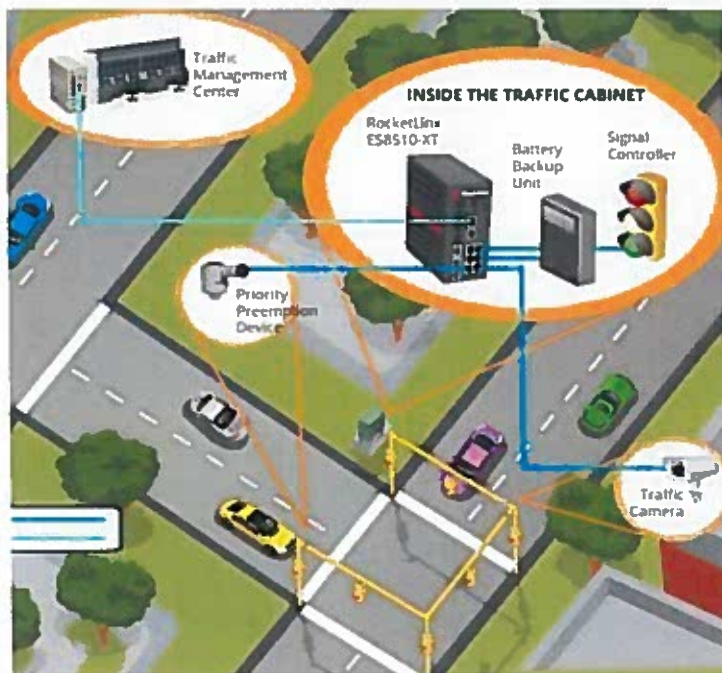 Traffic
Management
Center
INSIDE THE TRAFFIC CABINET
RocketLinx
ES8510-XT
Battery
Backup
Unit
Signal
Controller
Priority
Preemption
Device
Traffic
Camera